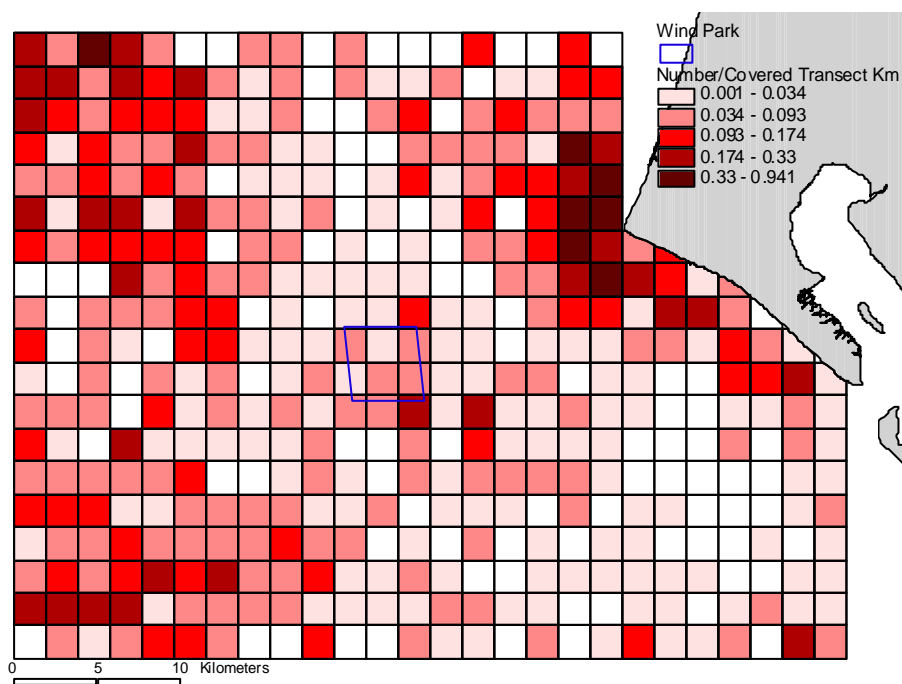 Wind Park
Number/Covered Transect Km
0.001 - 0.034
0.034 - 0.093
0.093 - 0.174
0.174 - 0.33
0.33 - 0.941
0 5 10 Kilometers